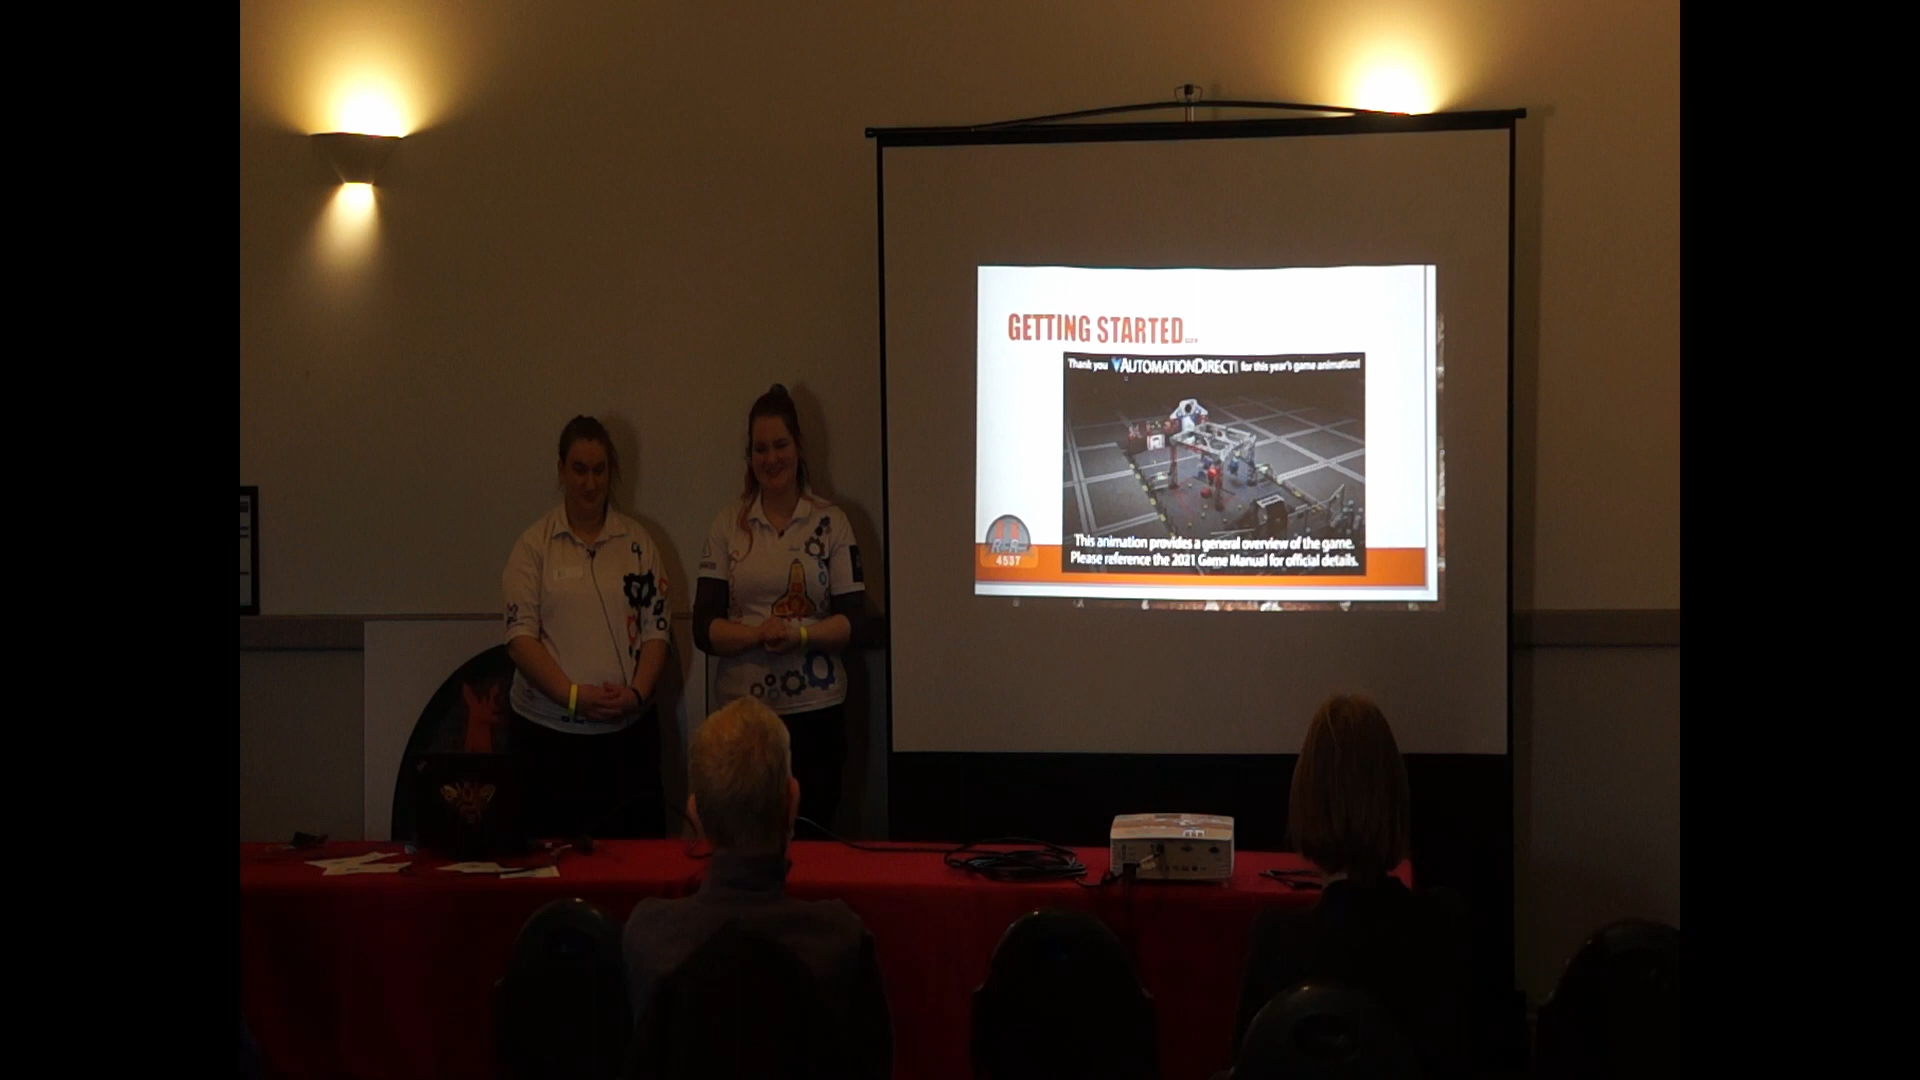 GETTING STARTED...
Thank you AUTOMATIONDIRECT for this year's game animation!
This animation provides a general overview of the game.
Please reference the 2021 Game Manual for official details.
4537